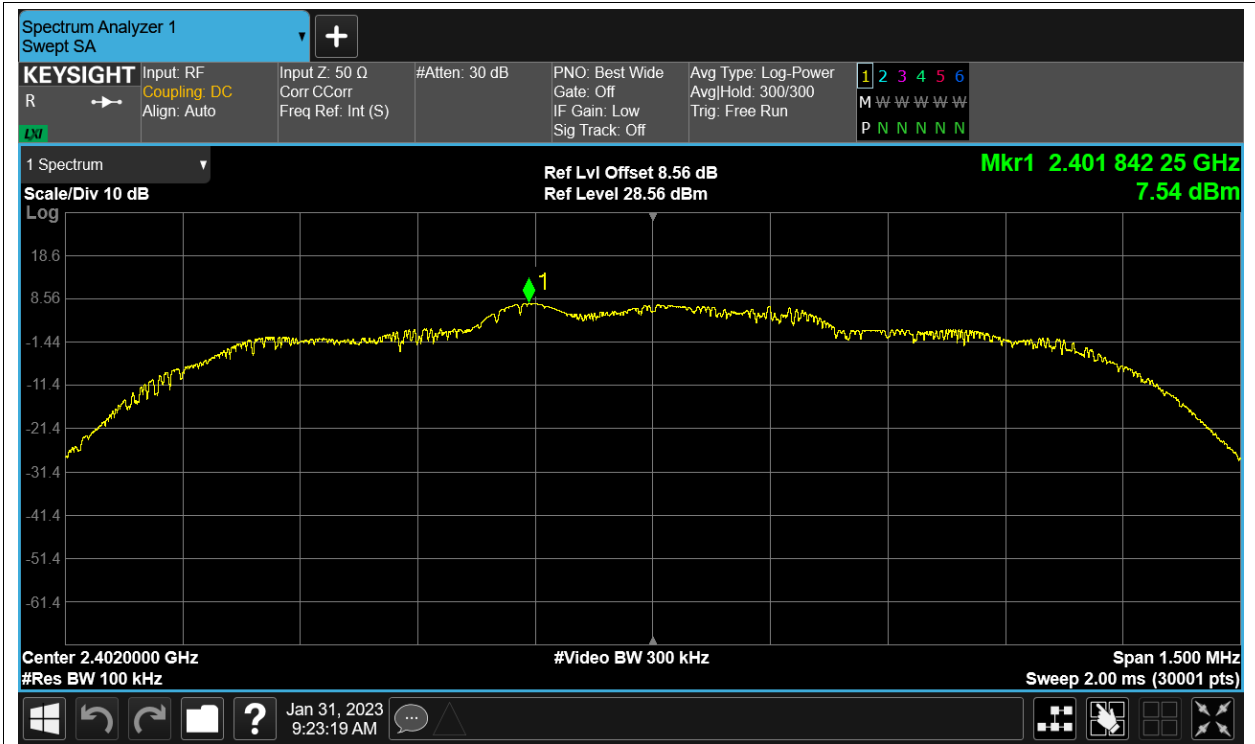 Spectrum Analyzer 1
Swept SA
+
KEYSIGHT
R
LXI
Input: RF
Coupling: DC
Align: Auto
Input Z: 50 Ω
Corr CCorr
Freq Ref: Int (S)
#Atten: 30 dB
PNO: Best Wide
Gate: Off
IF Gain: Low
Sig Track: Off
Avg Type: Log-Power
Avg|Hold: 300/300
Trig: Free Run
1 2 3 4 5 6
M W W W W W
P N N N N N
1 Spectrum
Scale/Div 10 dB
Log
Ref Lvl Offset 8.56 dB
Ref Level 28.56 dBm
Mkr1 2.401 842 25 GHz
7.54 dBm
18.6
8.56
-1.44
-11.4
-21.4
-31.4
-41.4
-51.4
-61.4
1
Center 2.4020000 GHz
#Res BW 100 kHz
#Video BW 300 kHz
Span 1.500 MHz
Sweep 2.00 ms (30001 pts)
?
Jan 31, 2023
9:23:19 AM